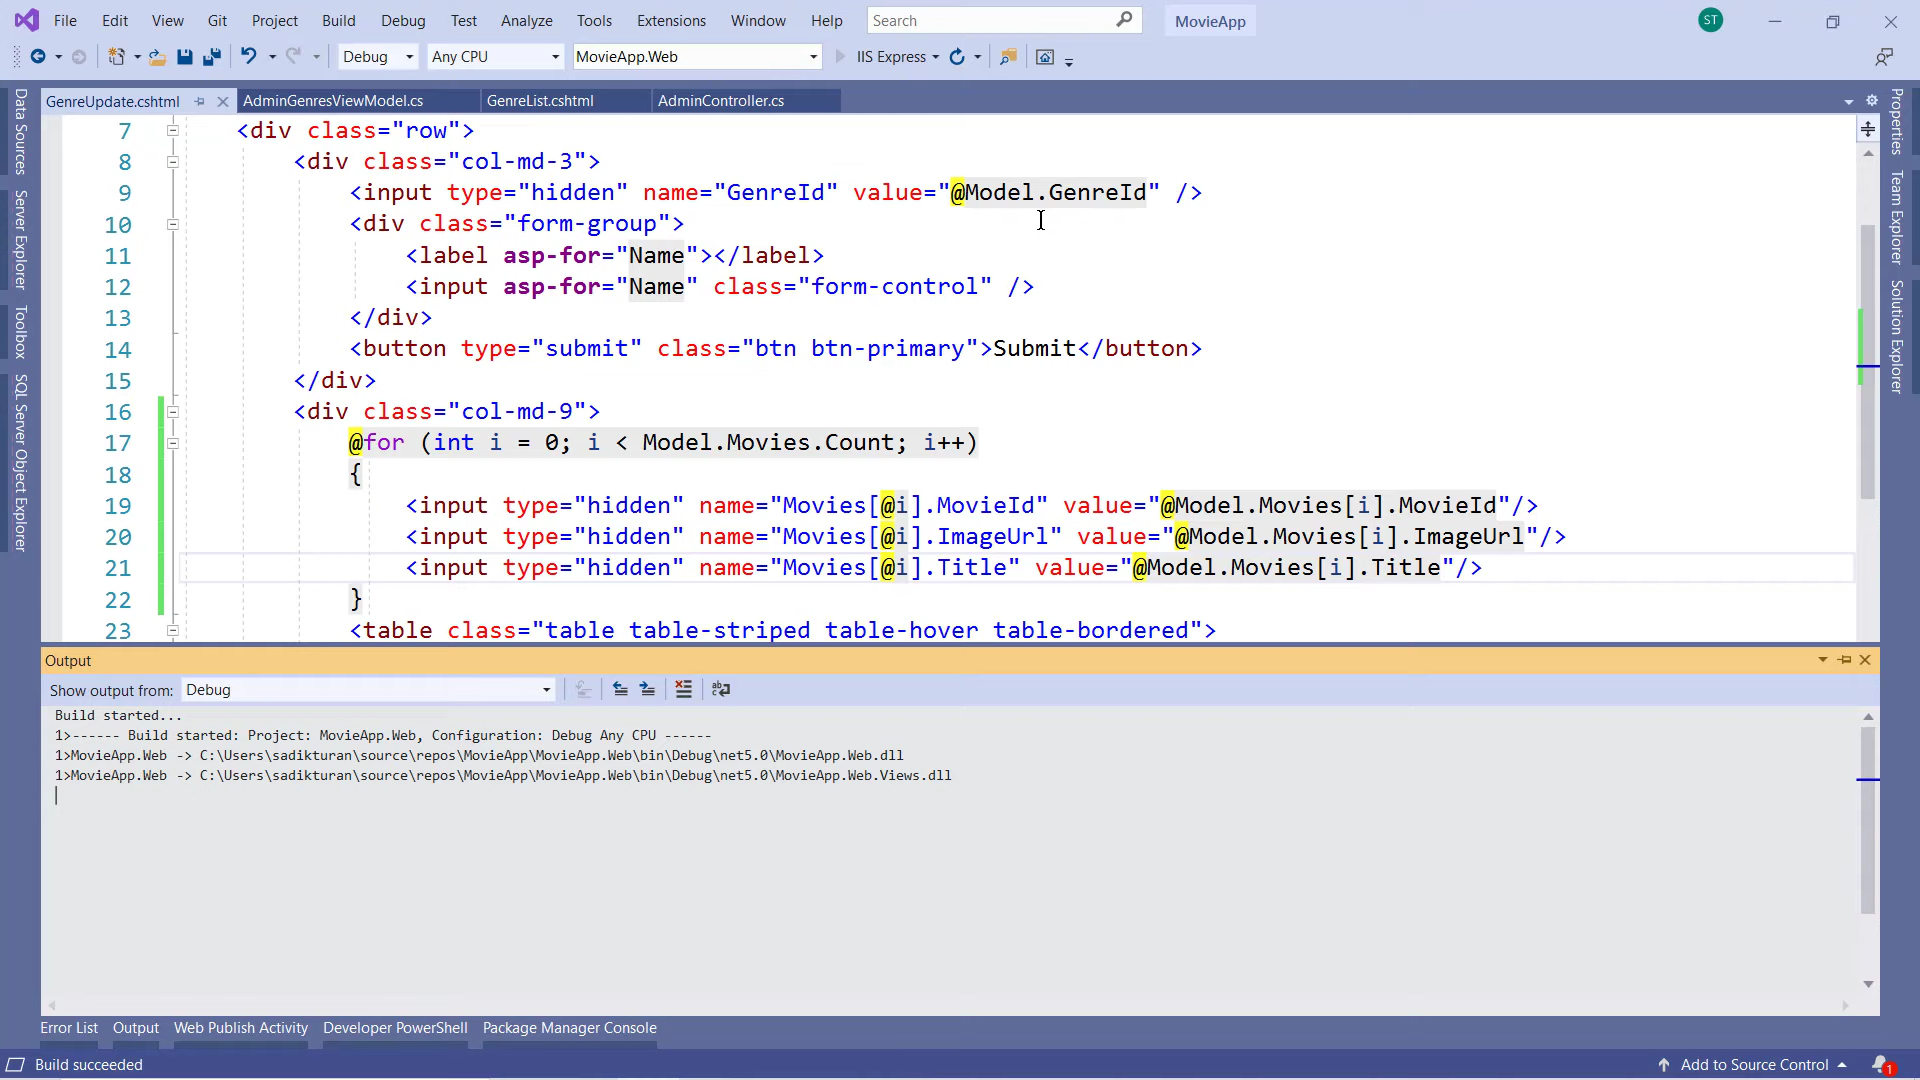 File Edit View Git Project Build Debug Test Analyze Tools Extensions Window Help Search MovieApp ST
Debug Any CPU MovieApp.Web IIS Express
GenreUpdate.cshtml AdminGenresViewModel.cs GenreList.cshtml AdminController.cs
7 <div class="row">
8 <div class="col-md-3">
9 <input type="hidden" name="GenreId" value="@Model.GenreId" />
10 <div class="form-group">
11 <label asp-for="Name"></label>
12 <input asp-for="Name" class="form-control" />
13 </div>
14 <button type="submit" class="btn btn-primary">Submit</button>
15 </div>
16 <div class="col-md-9">
17 @for (int i = 0; i < Model.Movies.Count; i++)
18 {
19 <input type="hidden" name="Movies[@i].MovieId" value="@Model.Movies[i].MovieId"/>
20 <input type="hidden" name="Movies[@i].ImageUrl" value="@Model.Movies[i].ImageUrl"/>
21 <input type="hidden" name="Movies[@i].Title" value="@Model.Movies[i].Title"/>
22 }
23 <table class="table table-striped table-hover table-bordered">
Data Sources
Server Explorer
Toolbox
SQL Server Object Explorer
Properties
Team Explorer
Solution Explorer
Output
Show output from: Debug
Build started...
1>------ Build started: Project: MovieApp.Web, Configuration: Debug Any CPU ------
1>MovieApp.Web -> C:\Users\sadikturan\source\repos\MovieApp\MovieApp.Web\bin\Debug\net5.0\MovieApp.Web.dll
1>MovieApp.Web -> C:\Users\sadikturan\source\repos\MovieApp\MovieApp.Web\bin\Debug\net5.0\MovieApp.Web.Views.dll
Error List Output Web Publish Activity Developer PowerShell Package Manager Console
Build succeeded Add to Source Control 1